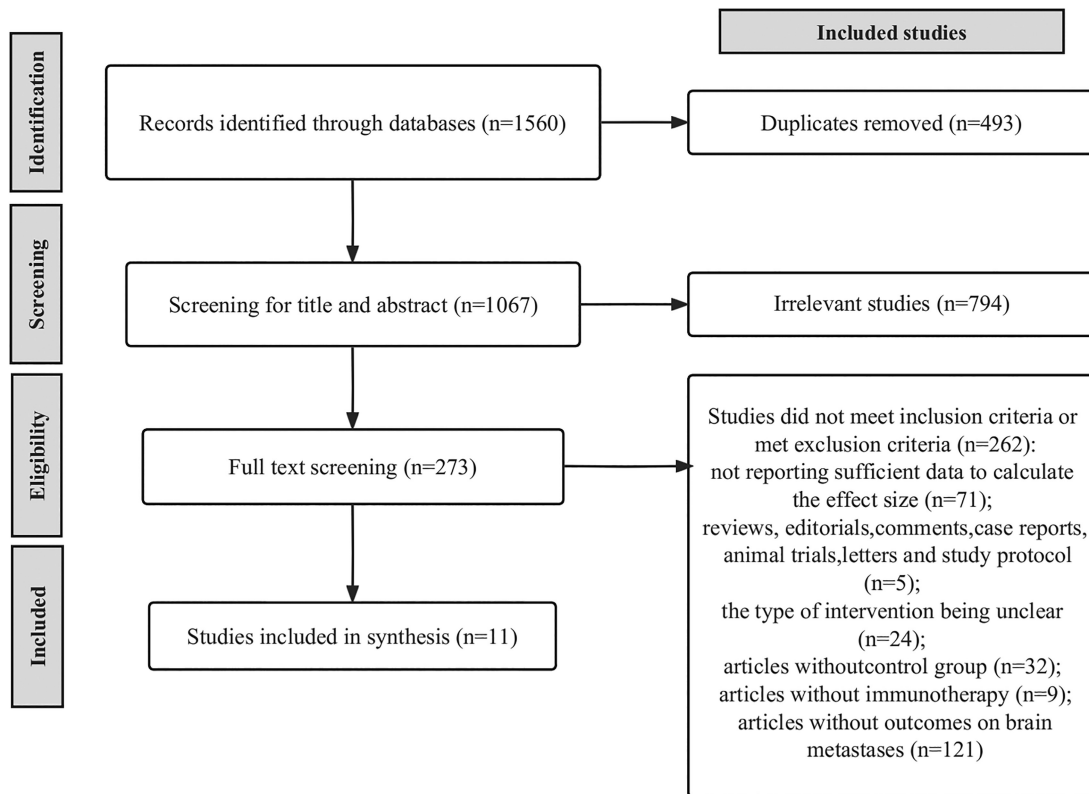 Included studies
Identification
Records identified through databases (n=1560)
Duplicates removed (n=493)
Screening
Screening for title and abstract (n=1067)
Irrelevant studies (n=794)
Eligibility
Full text screening (n=273)
Studies did not meet inclusion criteria or
met exclusion criteria (n=262):
not reporting sufficient data to calculate
the effect size (n=71);
reviews, editorials,comments,case reports,
animal trials,letters and study protocol
(n=5);
the type of intervention being unclear
(n=24);
articles withoutcontrol group (n=32);
articles without immunotherapy (n=9);
articles without outcomes on brain
metastases (n=121)
Included
Studies included in synthesis (n=11)